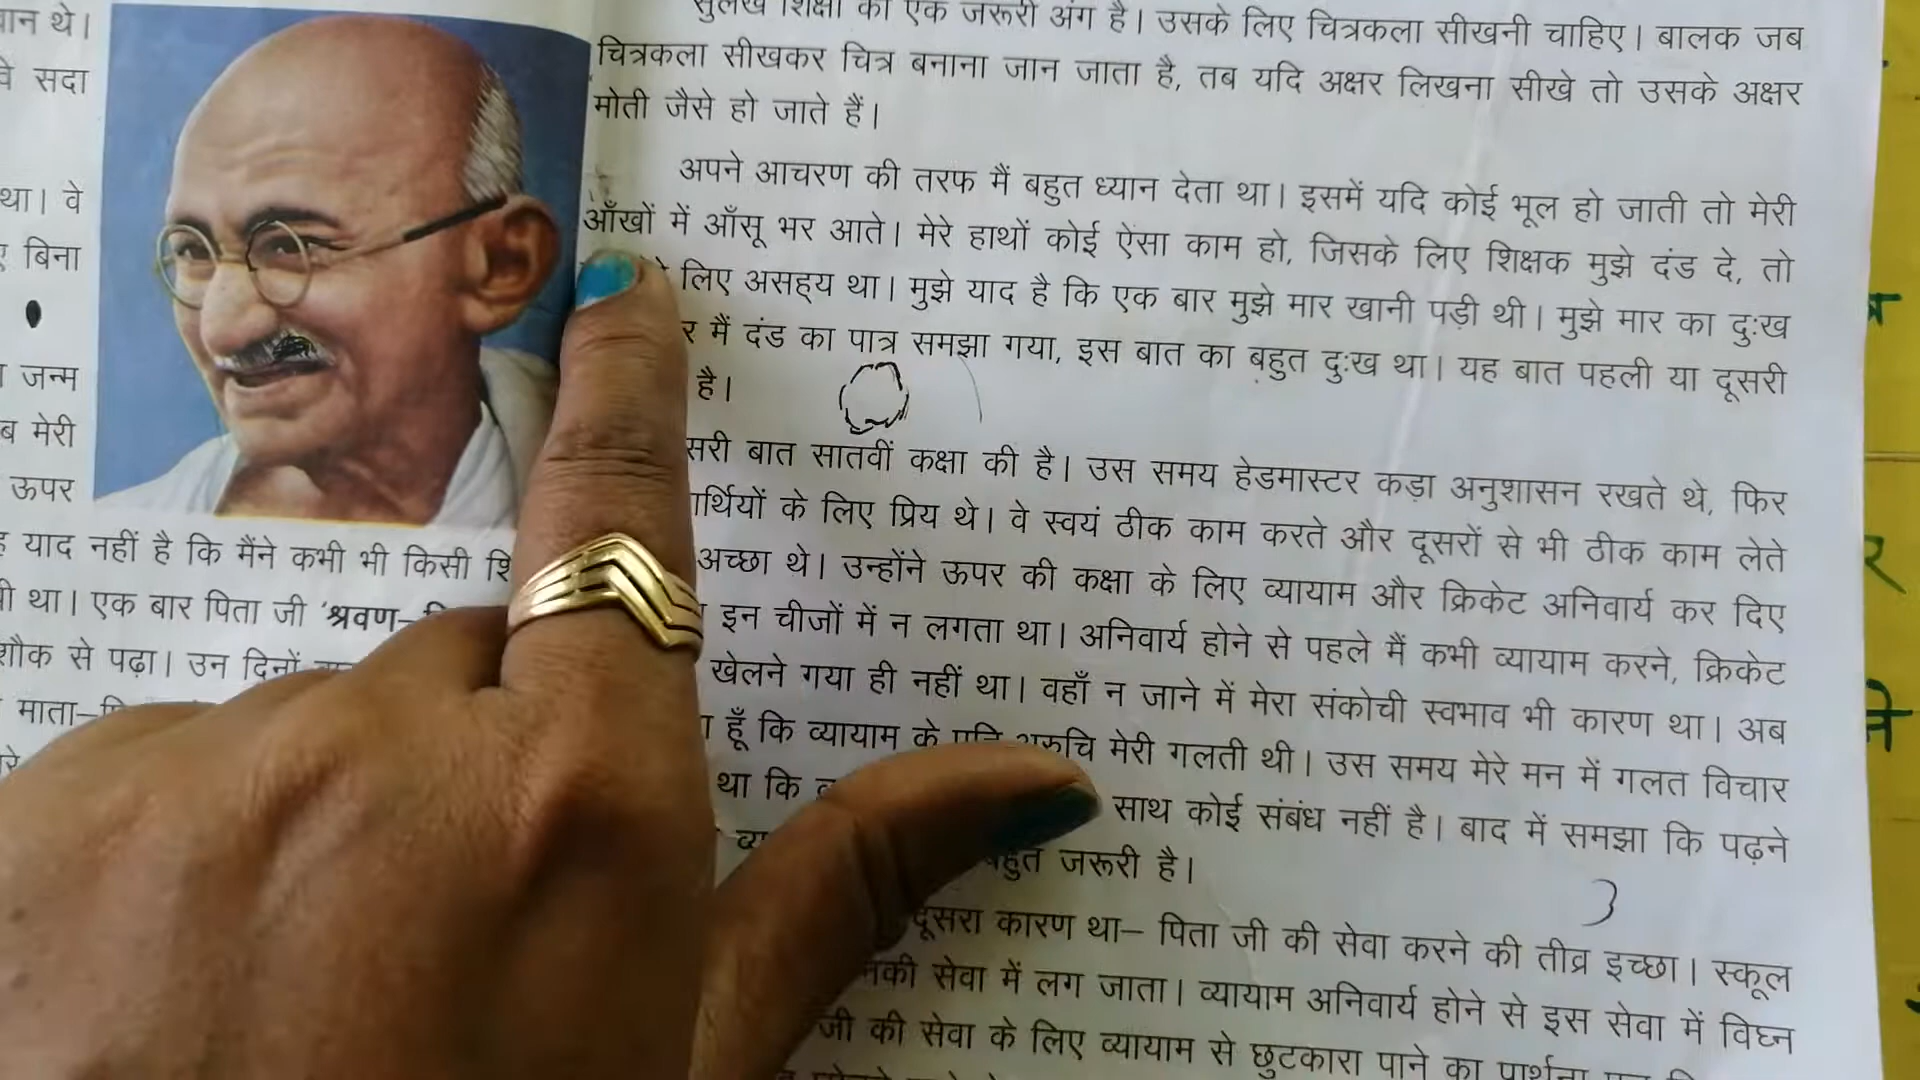 ान थे।
वे सदा
था। वे
बिना
जन्म
ब मेरी
ऊपर
याद नहीं है कि मैंने कभी भी किसी
था। एक बार पिता जी 'श्रवण–
शौक से पढ़ा। उन दिनों
माता–
सुलेख शिक्षा का एक जरूरी अंग है। उसके लिए चित्रकला सीखनी चाहिए। बालक जब
चित्रकला सीखकर चित्र बनाना जान जाता है, तब यदि अक्षर लिखना सीखे तो उसके अक्षर
मोती जैसे हो जाते हैं।
अपने आचरण की तरफ मैं बहुत ध्यान देता था। इसमें यदि कोई भूल हो जाती तो मेरी
आँखों में आँसू भर आते। मेरे हाथों कोई ऐसा काम हो, जिसके लिए शिक्षक मुझे दंड दे, तो
लिए असह्य था। मुझे याद है कि एक बार मुझे मार खानी पड़ी थी। मुझे मार का दुःख
र मैं दंड का पात्र समझा गया, इस बात का बहुत दुःख था। यह बात पहली या दूसरी
है।
सरी बात सातवीं कक्षा की है। उस समय हेडमास्टर कड़ा अनुशासन रखते थे, फिर
ार्थियों के लिए प्रिय थे। वे स्वयं ठीक काम करते और दूसरों से भी ठीक काम लेते
अच्छा थे। उन्होंने ऊपर की कक्षा के लिए व्यायाम और क्रिकेट अनिवार्य कर दिए
इन चीजों में न लगता था। अनिवार्य होने से पहले मैं कभी व्यायाम करने, क्रिकेट
खेलने गया ही नहीं था। वहाँ न जाने में मेरा संकोची स्वभाव भी कारण था। अब
हूँ कि व्यायाम के प्रति अरुचि मेरी गलती थी। उस समय मेरे मन में गलत विचार
था कि साथ कोई संबंध नहीं है। बाद में समझा कि पढ़ने
बहुत जरूरी है।
दूसरा कारण था– पिता जी की सेवा करने की तीव्र इच्छा। स्कूल
नकी सेवा में लग जाता। व्यायाम अनिवार्य होने से इस सेवा में विघ्न
जी की सेवा के लिए व्यायाम से छुटकारा पाने का प्रार्थना